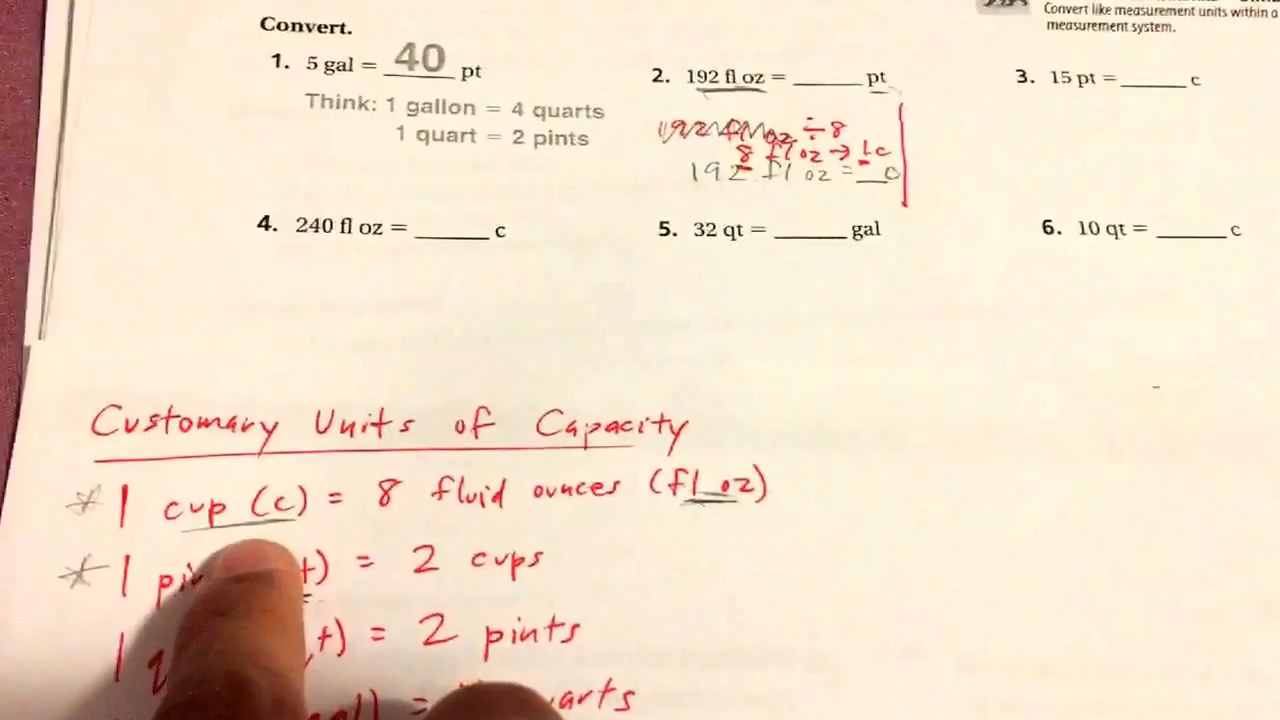 Convert like measurement units within a
measurement system.
Convert.
1. 5 gal = 40 pt
Think: 1 gallon = 4 quarts
1 quart = 2 pints
2. 192 fl oz = ______ pt
÷ 8
8 fl oz → 1c
192 fl oz = __ c
3. 15 pt = ______ c
4. 240 fl oz = ______ c
5. 32 qt = ______ gal
6. 10 qt = ______ c
Customary Units of Capacity
* 1 cup (c) = 8 fluid ounces (fl oz)
* 1 = 2 cups
1 = 2 pints
=